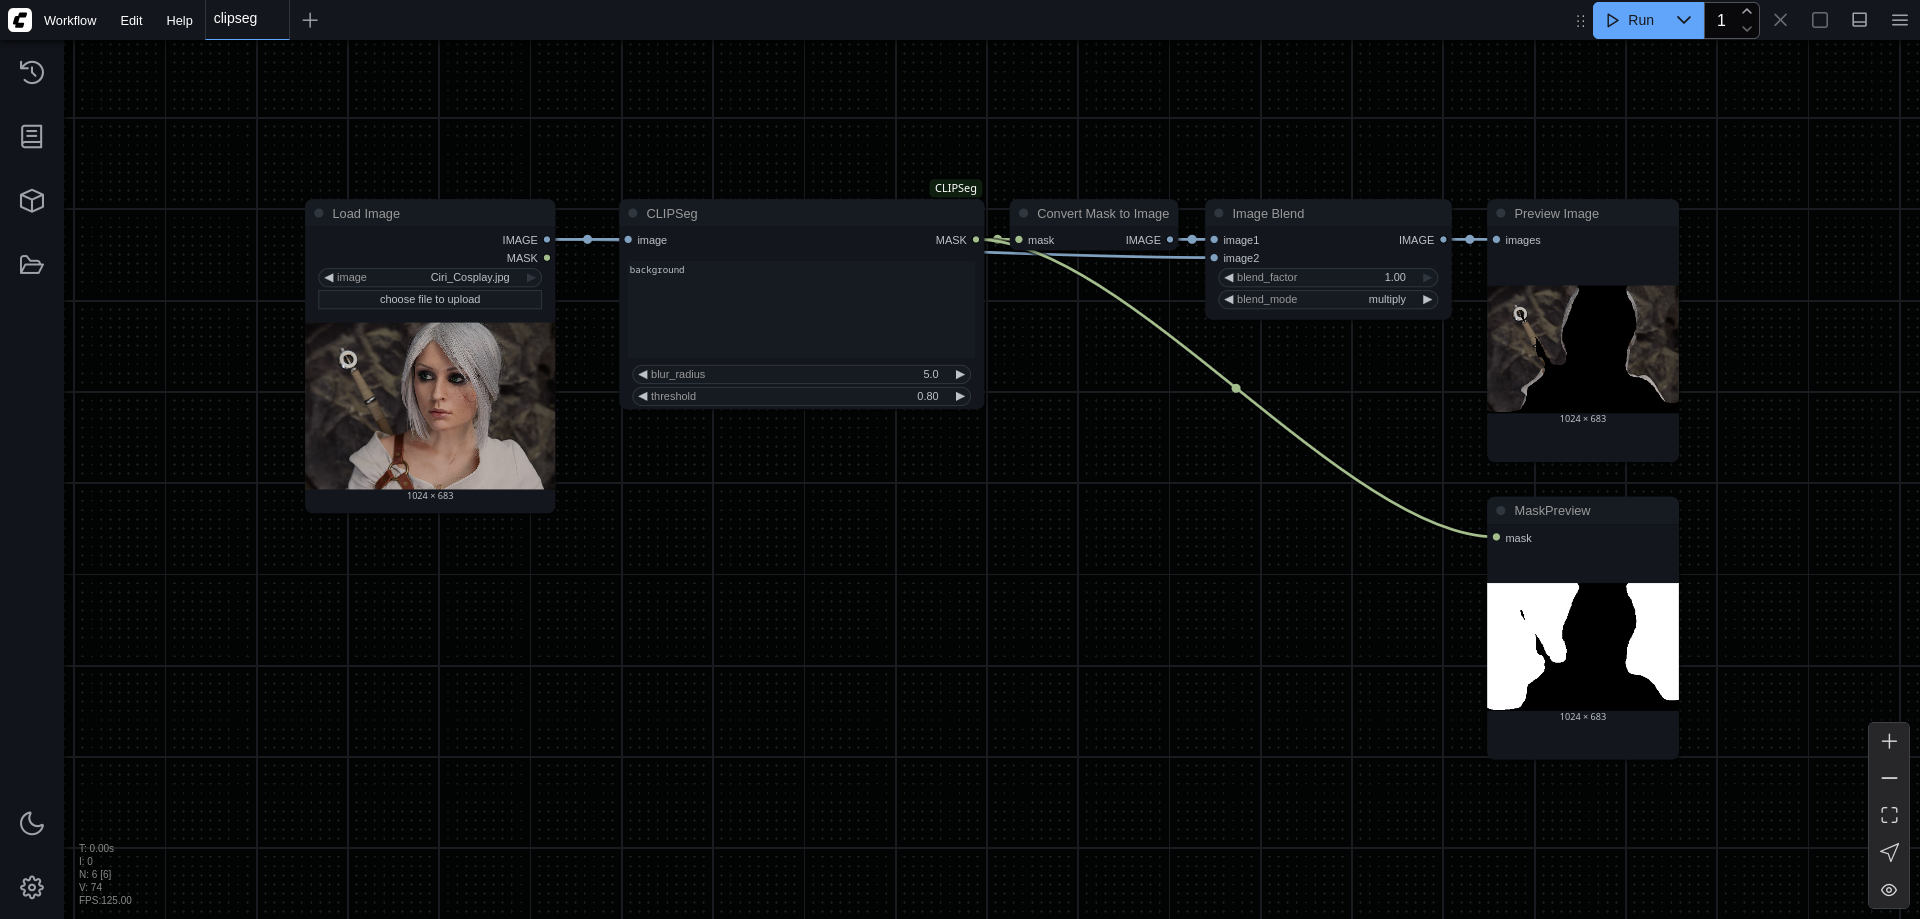 Workflow Edit Help clipseg Run 1
CLIPSeg
Load Image
IMAGE
MASK
image Ciri_Cosplay.jpg
choose file to upload
1024 × 683
CLIPSeg
image MASK
background
blur_radius 5.0
threshold 0.80
Convert Mask to Image
mask IMAGE
Image Blend
image1 IMAGE
image2
blend_factor 1.00
blend_mode multiply
Preview Image
images
1024 × 683
MaskPreview
mask
1024 × 683
T: 0.00s
I: 0
N: 6 [6]
V: 74
FPS:125.00